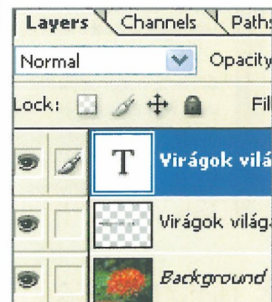 Layers Channels Paths
Normal Opacity
Lock: Fil
T Virágok vilá
Virágok világ
Background